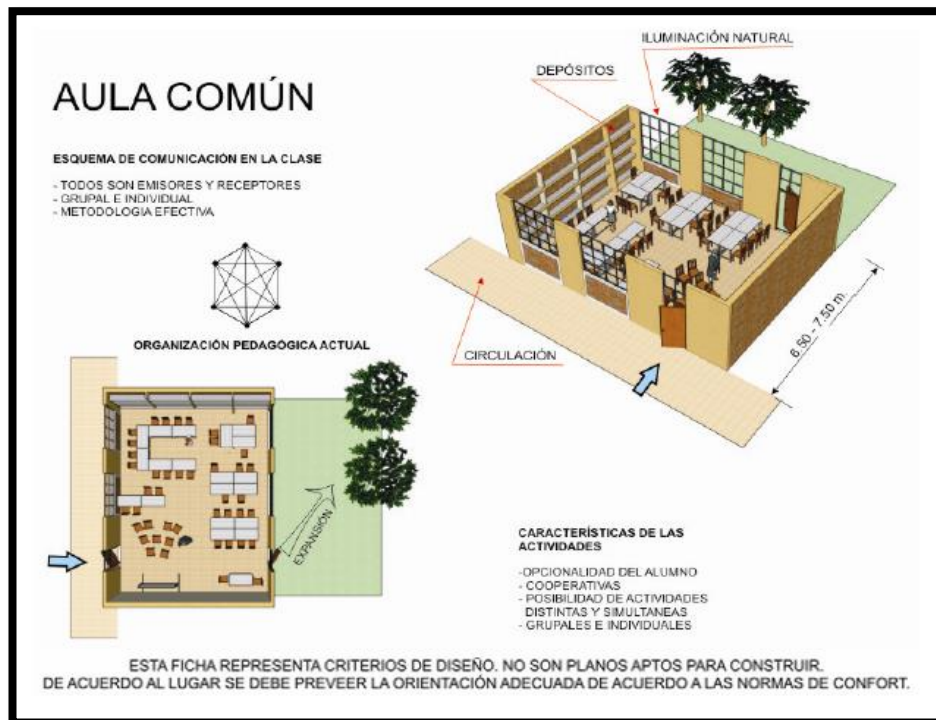 AULA COMÚN
ESQUEMA DE COMUNICACIÓN EN LA CLASE
- TODOS SON EMISORES Y RECEPTORES
- GRUPAL E INDIVIDUAL
- METODOLOGIA EFECTIVA
ORGANIZACIÓN PEDAGÓGICA ACTUAL
ILUMINACIÓN NATURAL
DEPÓSITOS
CIRCULACIÓN
6.50 - 7.50 m.
EXPANSIÓN
CARACTERÍSTICAS DE LAS
ACTIVIDADES
-OPCIONALIDAD DEL ALUMNO
- COOPERATIVAS
- POSIBILIDAD DE ACTIVIDADES
DISTINTAS Y SIMULTANEAS
- GRUPALES E INDIVIDUALES
ESTA FICHA REPRESENTA CRITERIOS DE DISEÑO. NO SON PLANOS APTOS PARA CONSTRUIR.
DE ACUERDO AL LUGAR SE DEBE PREVEER LA ORIENTACIÓN ADECUADA DE ACUERDO A LAS NORMAS DE CONFORT.